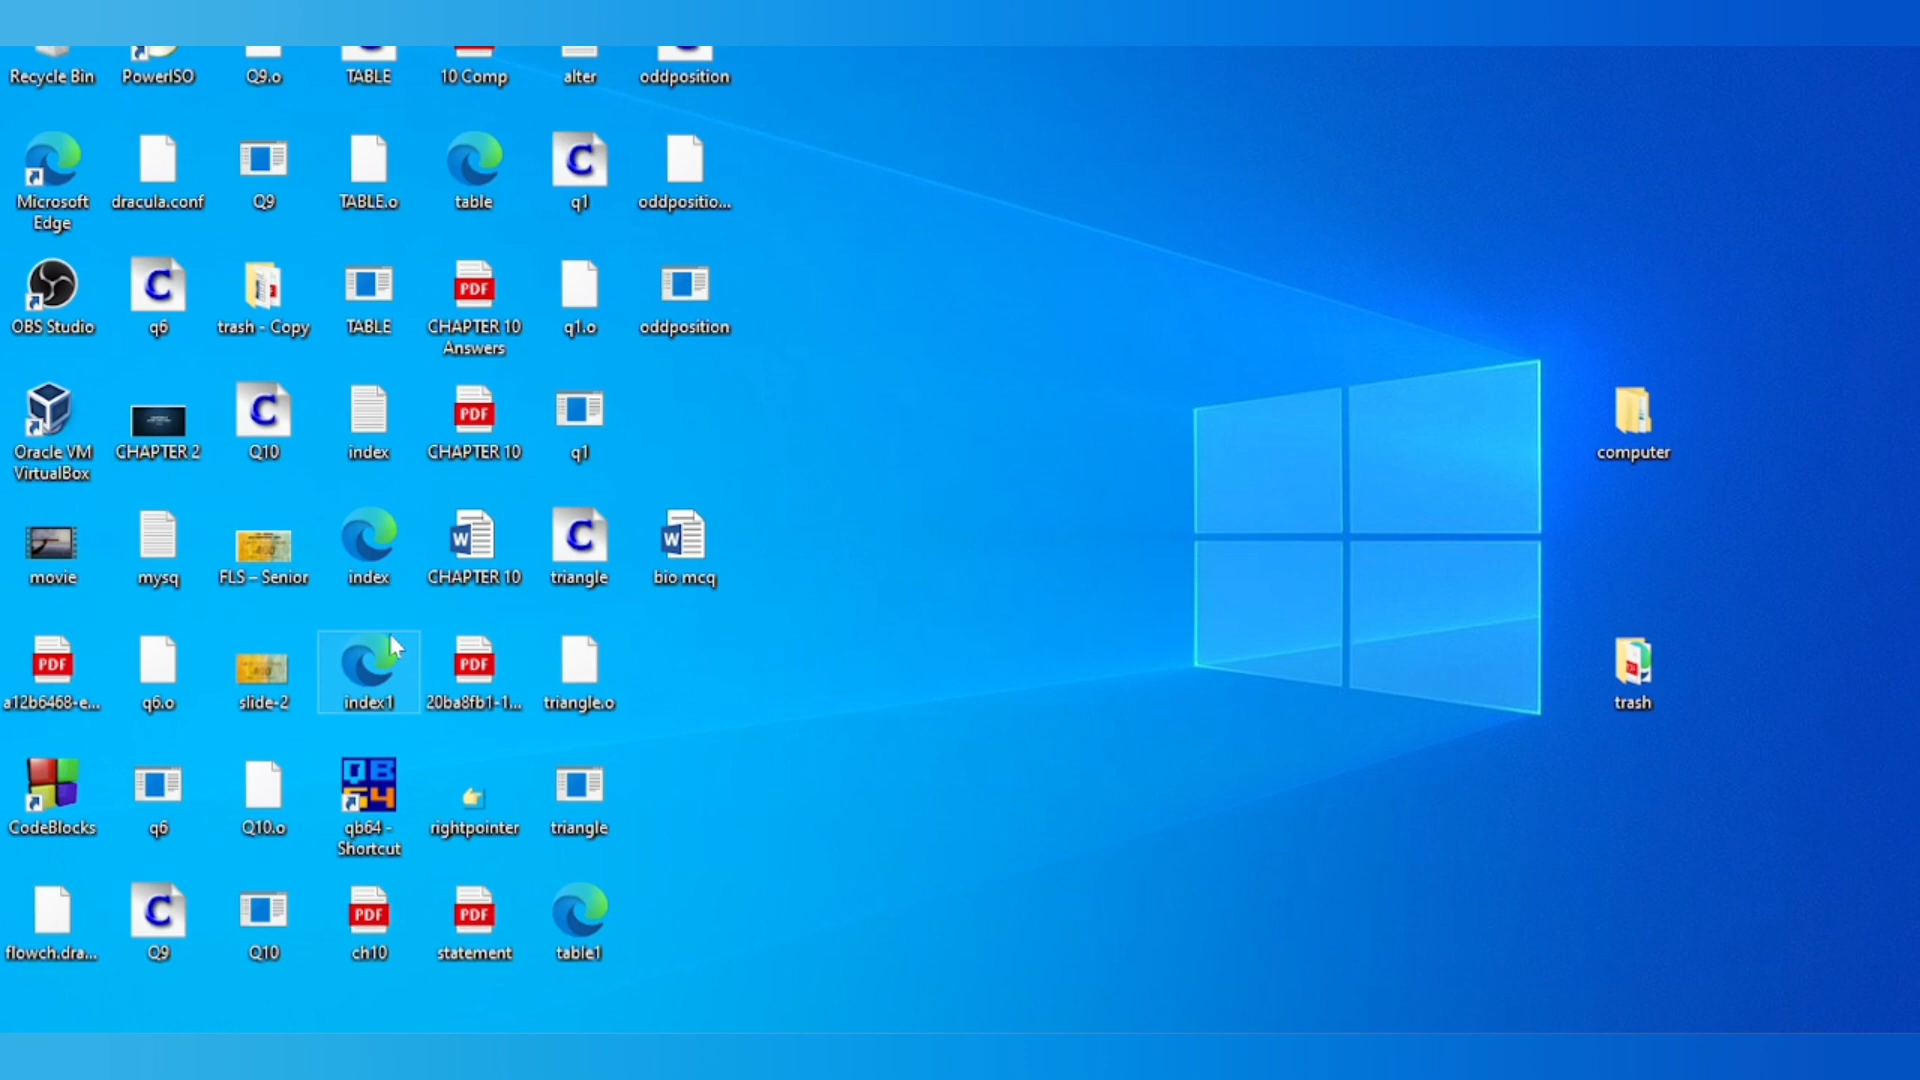 Recycle Bin
PowerISO
Q9.o
TABLE
10 Comp
alter
oddposition
Microsoft
Edge
dracula.conf
Q9
TABLE.o
table
q1
oddpositio...
OBS Studio
q6
trash - Copy
TABLE
CHAPTER 10
Answers
q1.o
oddposition
Oracle VM
VirtualBox
CHAPTER 2
Q10
index
CHAPTER 10
q1
computer
movie
mysq
FLS – Senior
index
CHAPTER 10
triangle
bio mcq
a12b6468-e...
q6.o
slide-2
index1
20ba8fb1-1...
triangle.o
trash
CodeBlocks
q6
Q10.o
qb64 -
Shortcut
rightpointer
triangle
flowch.dra...
Q9
Q10
ch10
statement
table1